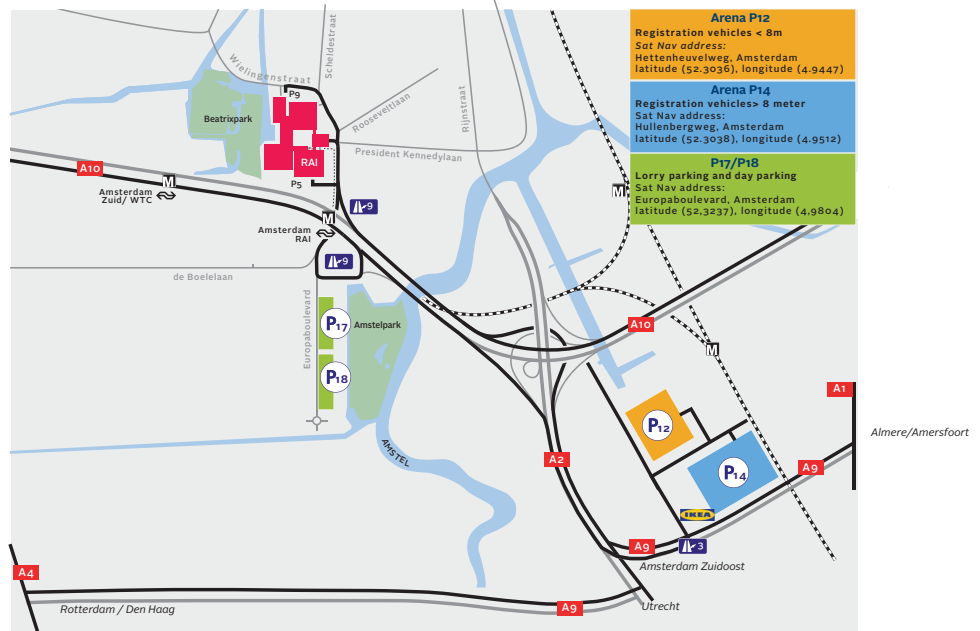 Arena P12
Registration vehicles < 8m
Sat Nav address:
Hettenheuvelweg, Amsterdam
latitude (52.3036), longitude (4.9447)
Arena P14
Registration vehicles> 8 meter
Sat Nav address:
Hullenbergweg, Amsterdam
latitude (52.3038), longitude (4.9512)
P17/P18
Lorry parking and day parking
Sat Nav address:
Europaboulevard, Amsterdam
latitude (52,3237), longitude (4,9804)
Scheldestraat
Wielingenstraat
P9
Rooseveltlaan
Rijnstraat
Beatrixpark
President Kennedylaan
RAI
A10
M
Amsterdam
Zuid/ WTC
P5
M
9
M
Amsterdam
RAI
9
de Boelelaan
Europaboulevard
P17
Amstelpark
A10
M
P18
A1
P12
Almere/Amersfoort
AMSTEL
A2
A9
P14
IKEA
A9
3
Amsterdam Zuidoost
A4
Rotterdam / Den Haag
A9
Utrecht